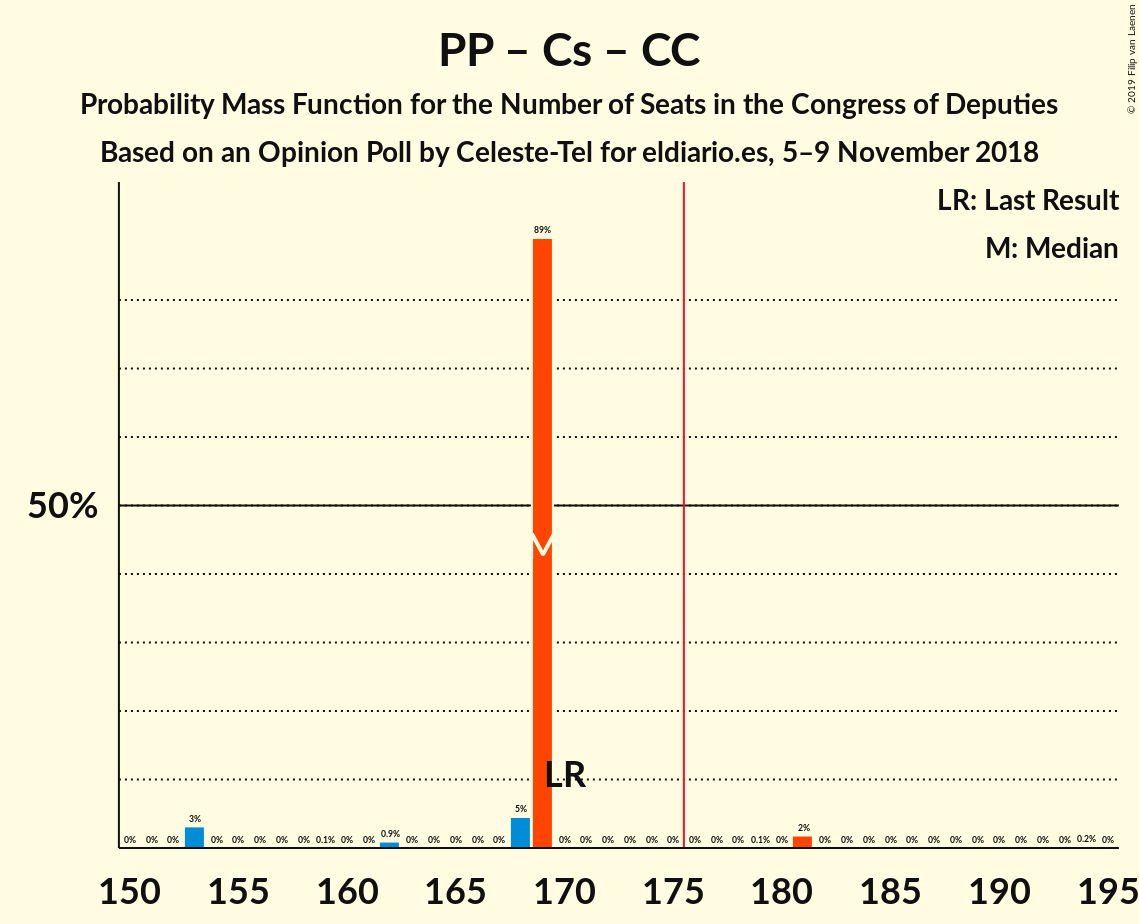 PP – Cs – CC
Probability Mass Function for the Number of Seats in the Congress of Deputies
Based on an Opinion Poll by Celeste-Tel for eldiario.es, 5–9 November 2018
© 2019 Filip van Laenen
LR: Last Result
M: Median
50%
0% 0% 0% 3% 0% 0% 0% 0% 0% 0.1% 0% 0% 0.9% 0% 0% 0% 0% 0% 5% 89% 0% 0% 0% 0% 0% 0% 0% 0% 0% 0.1% 0% 2% 0% 0% 0% 0% 0% 0% 0% 0% 0% 0% 0% 0% 0.2% 0%
M
LR
150 155 160 165 170 175 180 185 190 195